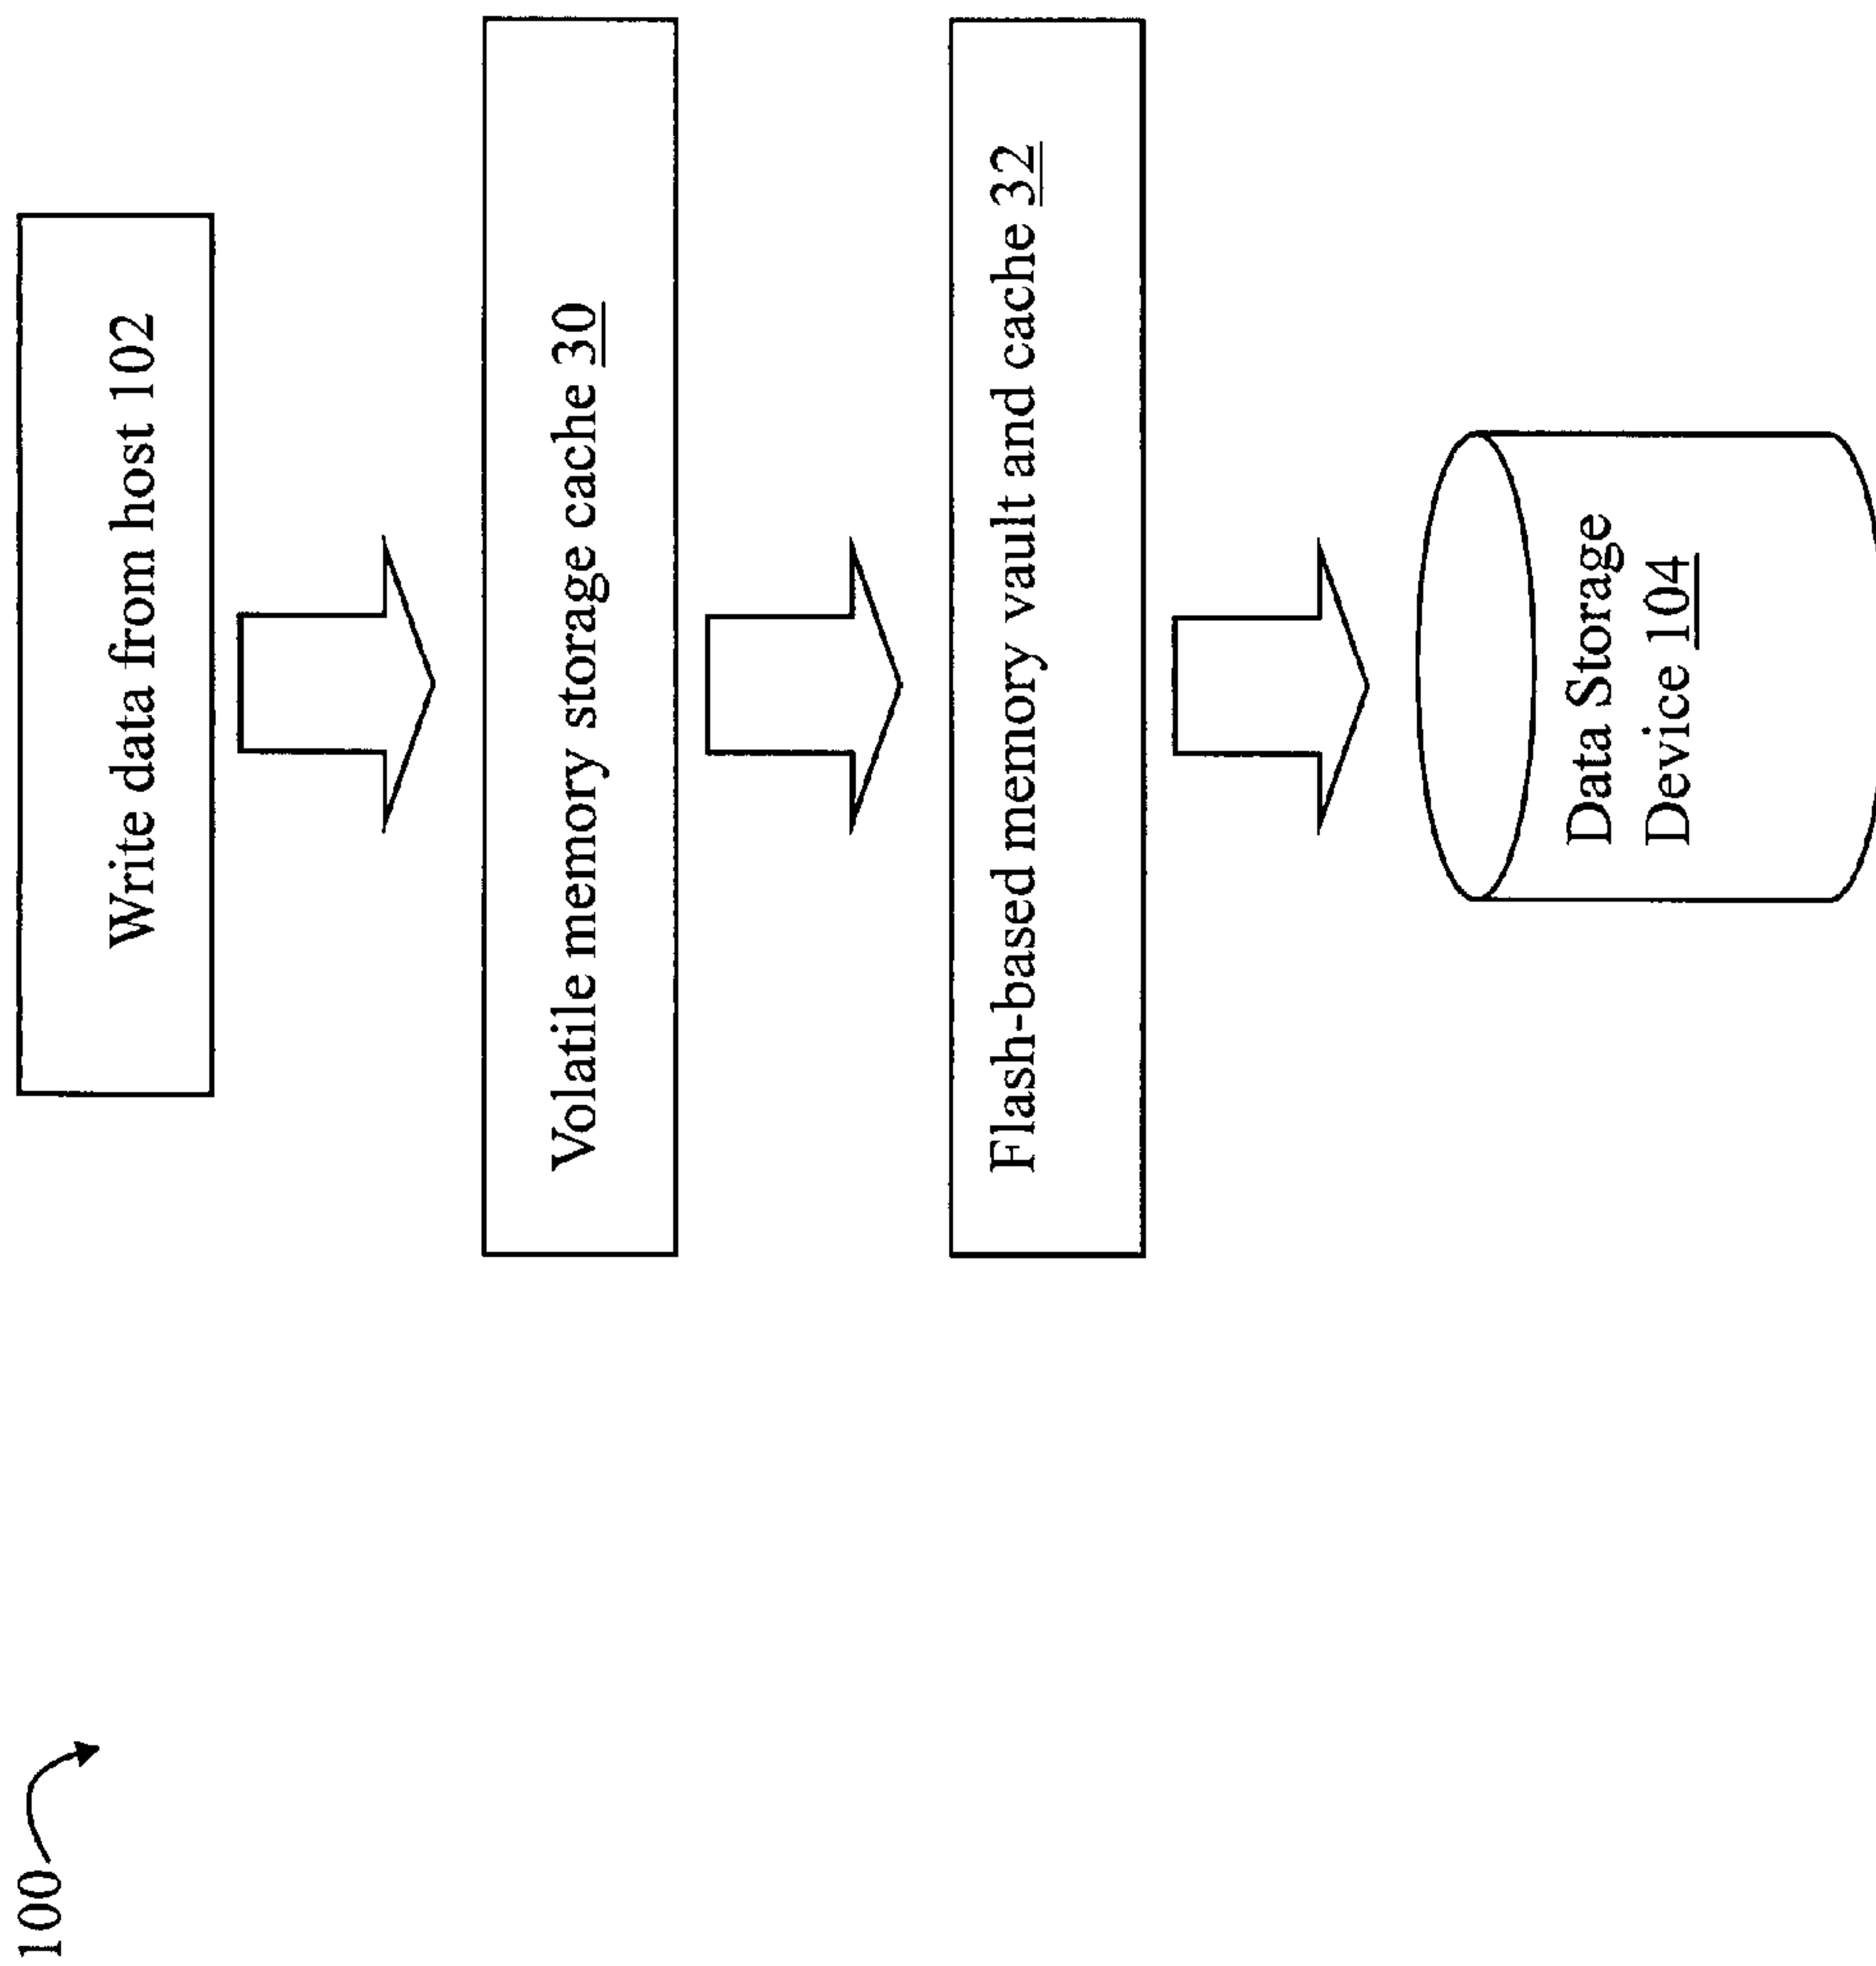 100
Write data from host 102
Volatile memory storage cache 30
Flash-based memory vault and cache 32
Data Storage
Device 104